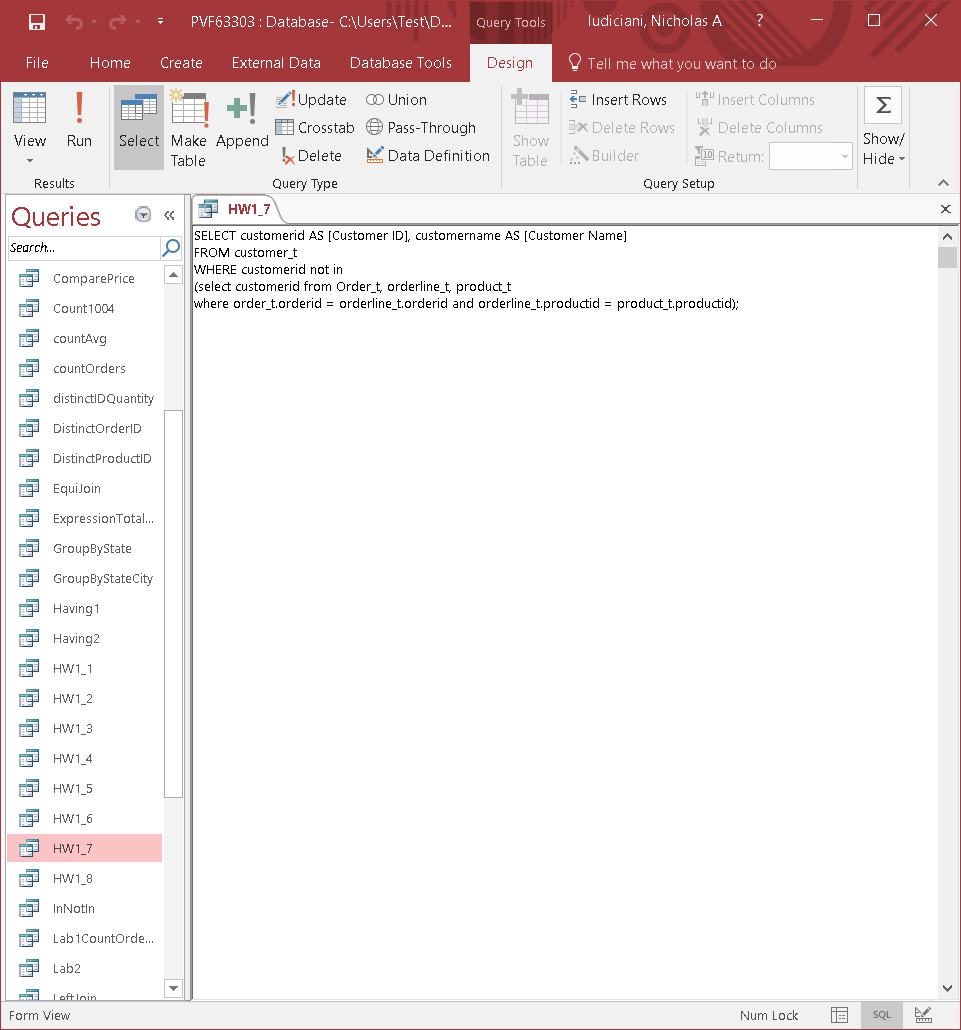 PVF63303 : Database- C:\Users\Test\D...
Query Tools
Iudiciani, Nicholas A
?
File
Home
Create
External Data
Database Tools
Design
Tell me what you want to do
View
Run
Select
Make
Table
Append
Update
Crosstab
Delete
Union
Pass-Through
Data Definition
Show
Table
Insert Rows
Delete Rows
Builder
Insert Columns
Delete Columns
Return:
Σ
Show/
Hide
Results
Query Type
Query Setup
Queries
Search...
ComparePrice
Count1004
countAvg
countOrders
distinctIDQuantity
DistinctOrderID
DistinctProductID
EquiJoin
ExpressionTotal...
GroupByState
GroupByStateCity
Having1
Having2
HW1_1
HW1_2
HW1_3
HW1_4
HW1_5
HW1_6
HW1_7
HW1_8
InNotIn
Lab1CountOrde...
Lab2
LeftJoin
HW1_7
SELECT customerid AS [Customer ID], customername AS [Customer Name]
FROM customer_t
WHERE customerid not in
(select customerid from Order_t, orderline_t, product_t
where order_t.orderid = orderline_t.orderid and orderline_t.productid = product_t.productid);
Form View
Num Lock
SQL